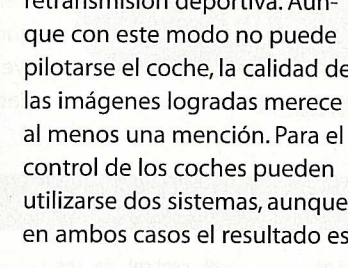 retransmisión deportiva. Aun-
que con este modo no puede
pilotarse el coche, la calidad de
las imágenes logradas merece
al menos una mención. Para el
control de los coches pueden
utilizarse dos sistemas, aunque
en ambos casos el resultado es